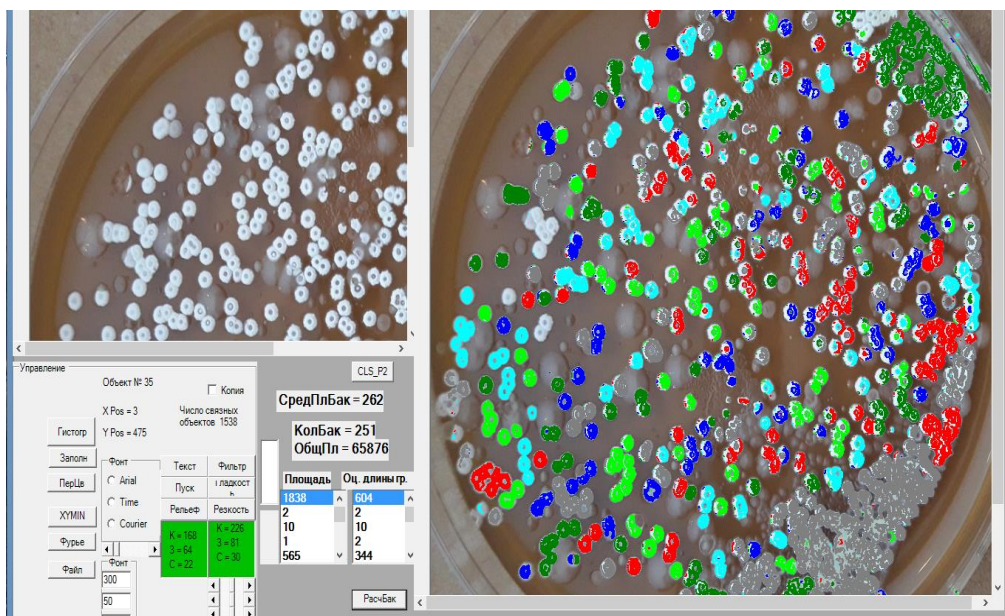 Управление
Объект № 35
Копия
X Pos = 3
Y Pos = 475
Число связных
объектов 1538
Гистогр
Заполн
ПерЦв
XYMIN
Фурье
Файл
Фонт
Arial
Time
Courier
Текст
Фильтр
Пуск
Гладкост
ь
Рельеф
Резкость
K = 168
З = 64
C = 22
K = 226
З = 81
C = 30
Фонт
300
50
CLS_P2
СредПлБак = 262
КолБак = 251
ОбщПл = 65876
Площадь
Оц. длины гр.
1838
604
2
2
10
10
1
2
565
344
РасчБак